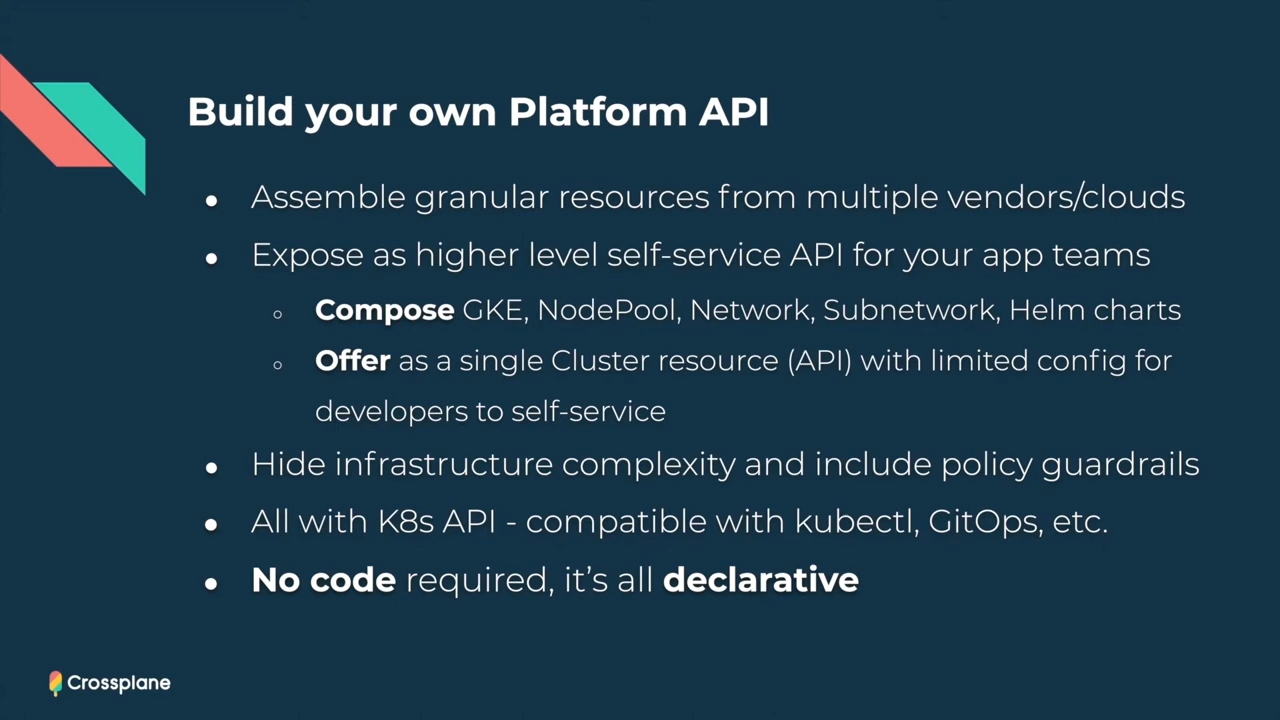 Build your own Platform API
● Assemble granular resources from multiple vendors/clouds
● Expose as higher level self-service API for your app teams
○ Compose GKE, NodePool, Network, Subnetwork, Helm charts
○ Offer as a single Cluster resource (API) with limited config for
developers to self-service
● Hide infrastructure complexity and include policy guardrails
● All with K8s API - compatible with kubectl, GitOps, etc.
● No code required, it’s all declarative
Crossplane